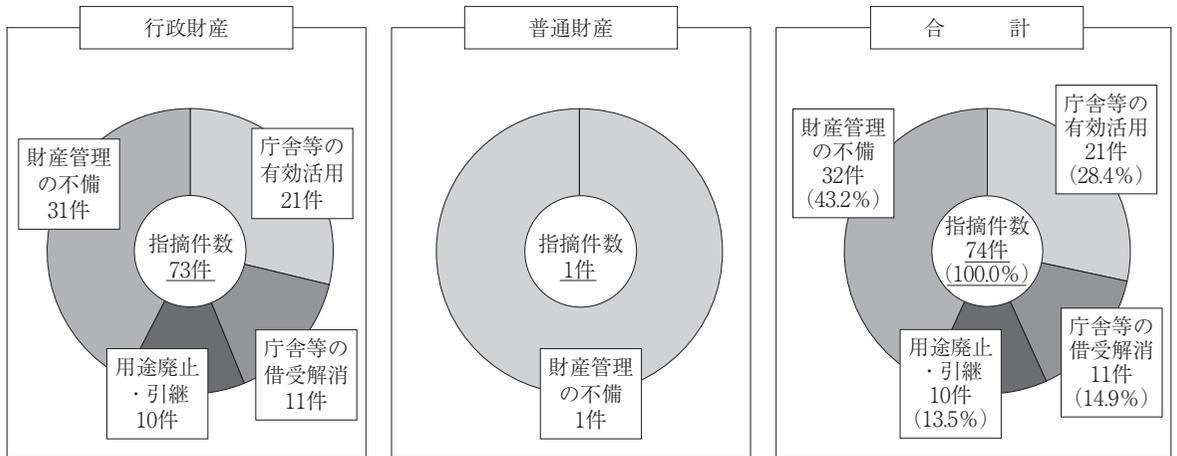 行政財産
財産管理
の不備
31件
庁舎等の
有効活用
21件
指摘件数
73件
用途廃止
・引継
10件
庁舎等の
借受解消
11件
普通財産
指摘件数
1件
財産管理
の不備
1件
合　計
財産管理
の不備
32件
(43.2%)
庁舎等の
有効活用
21件
(28.4%)
指摘件数
74件
(100.0%)
用途廃止
・引継
10件
(13.5%)
庁舎等の
借受解消
11件
(14.9%)